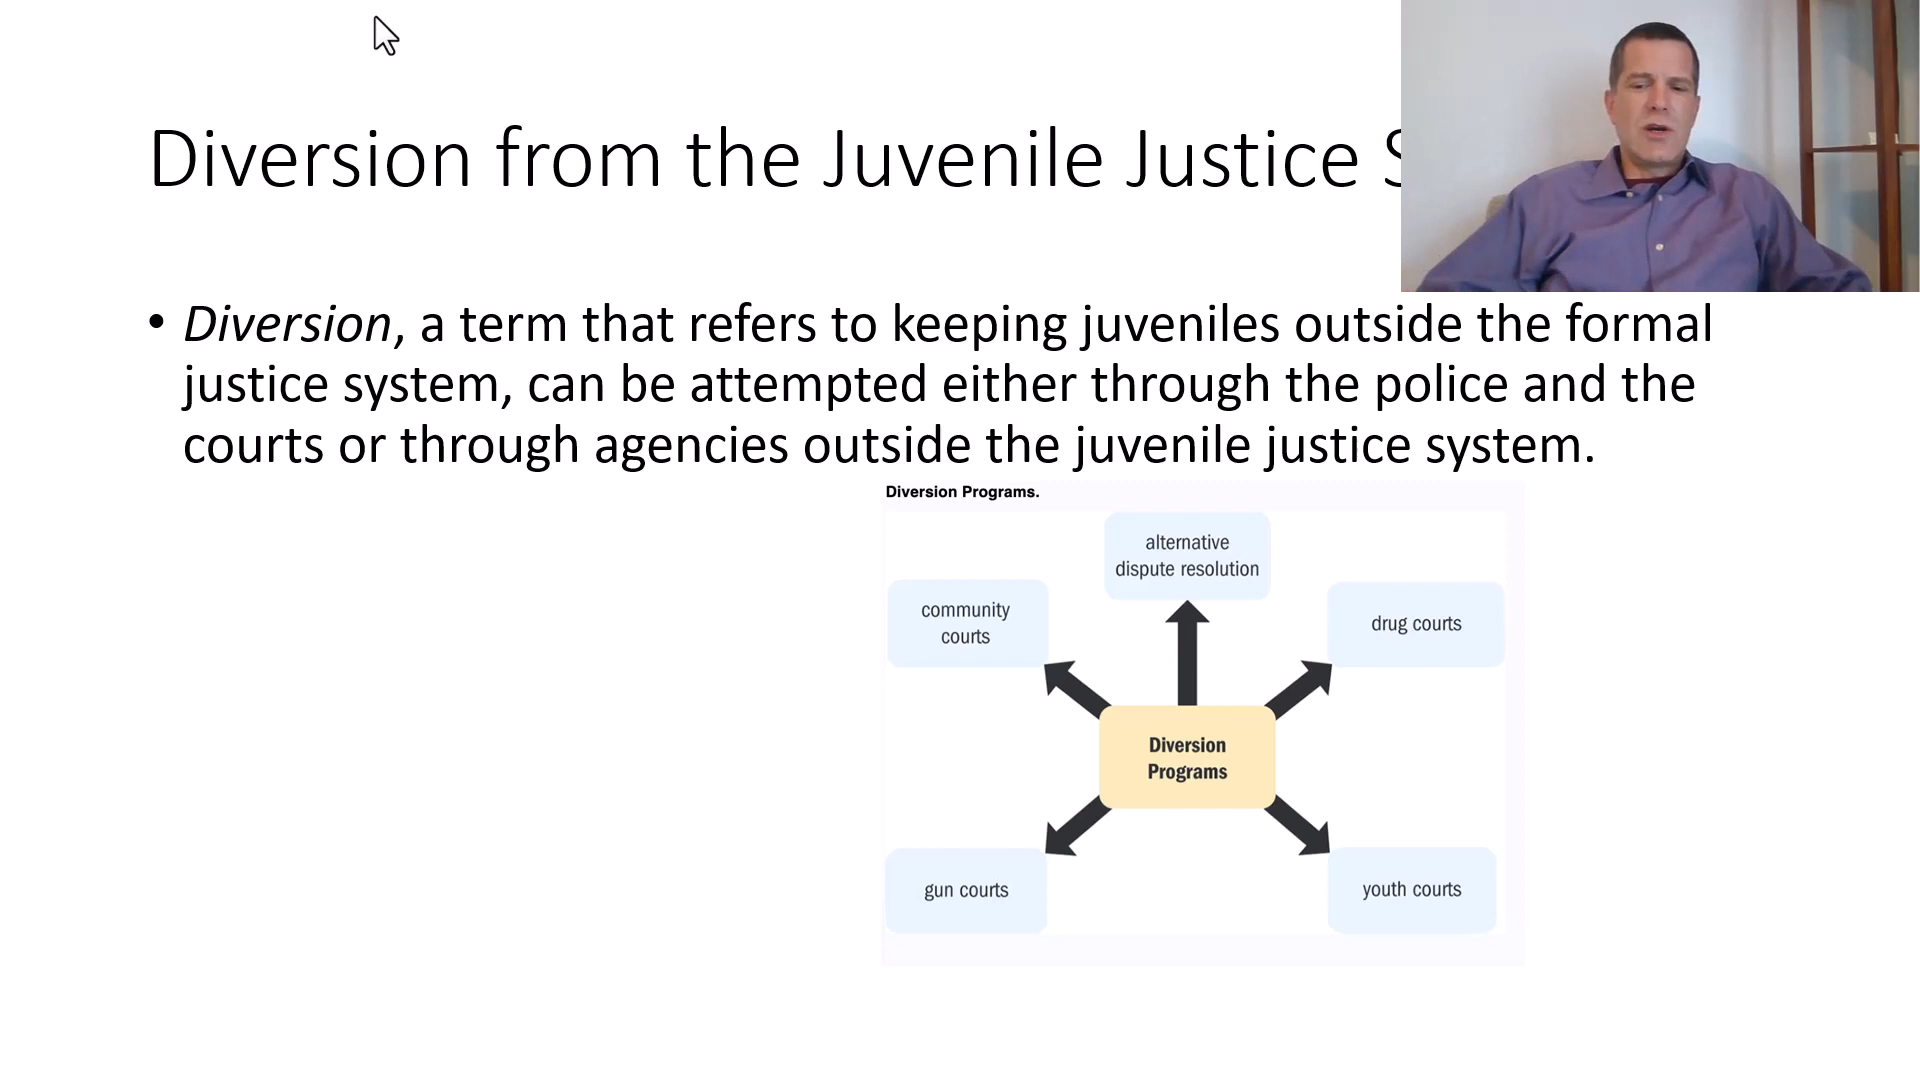 Diversion from the Juvenile Justice S
• Diversion, a term that refers to keeping juveniles outside the formal
justice system, can be attempted either through the police and the
courts or through agencies outside the juvenile justice system.
Diversion Programs.
alternative
dispute resolution
community
courts
drug courts
Diversion
Programs
gun courts
youth courts